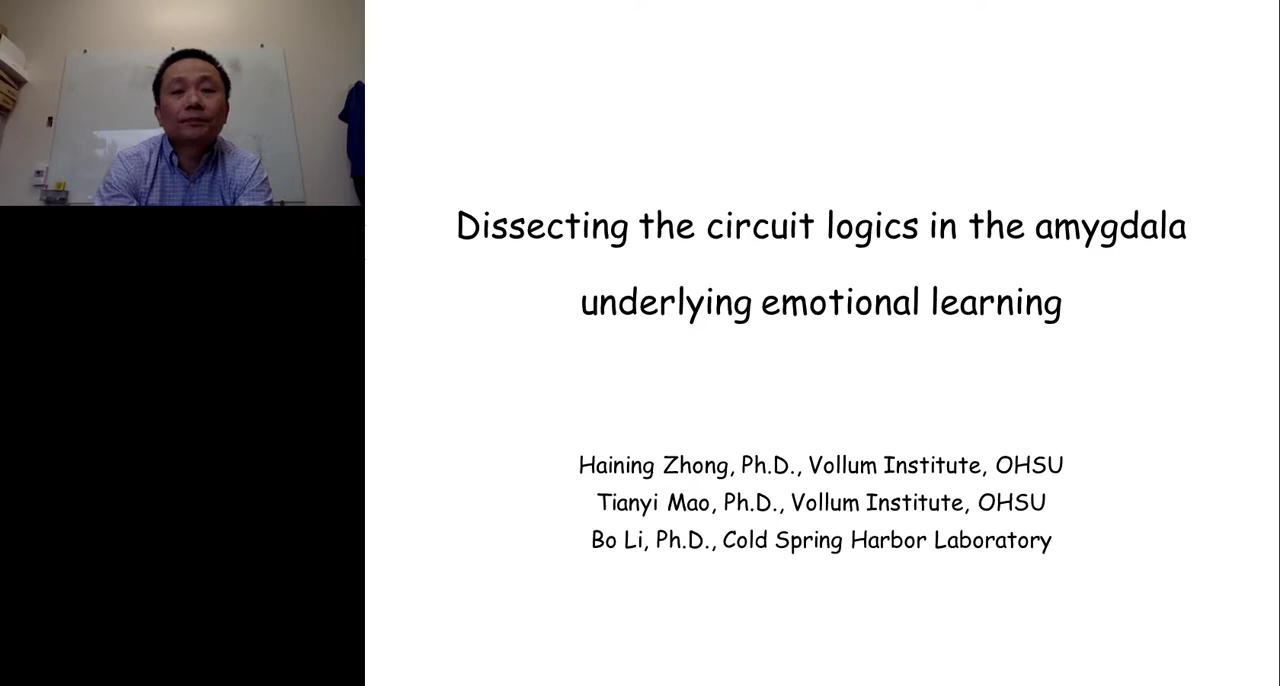 Dissecting the circuit logics in the amygdala
underlying emotional learning
Haining Zhong, Ph.D., Vollum Institute, OHSU
Tianyi Mao, Ph.D., Vollum Institute, OHSU
Bo Li, Ph.D., Cold Spring Harbor Laboratory